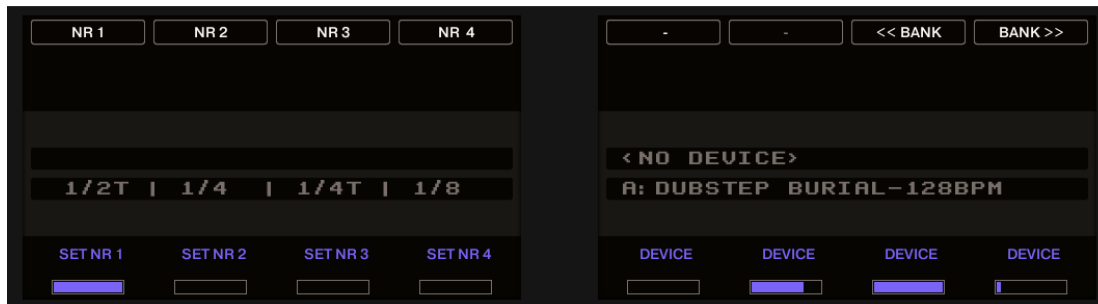 NR 1 NR 2 NR 3 NR 4
1/2T | 1/4 | 1/4T | 1/8
SET NR 1 SET NR 2 SET NR 3 SET NR 4
- - << BANK BANK >>
<NO DEVICE>
A: DUBSTEP BURIAL-128BPM
DEVICE DEVICE DEVICE DEVICE